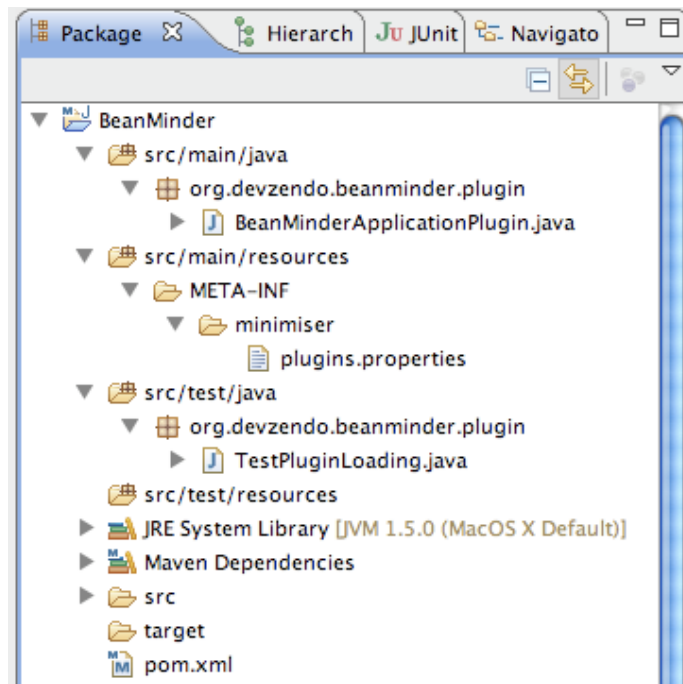 Package Hierarch Ju JUnit Navigato
BeanMinder
src/main/java
org.devzendo.beanminder.plugin
BeanMinderApplicationPlugin.java
src/main/resources
META-INF
minimiser
plugins.properties
src/test/java
org.devzendo.beanminder.plugin
TestPluginLoading.java
src/test/resources
JRE System Library [JVM 1.5.0 (MacOS X Default)]
Maven Dependencies
src
target
pom.xml